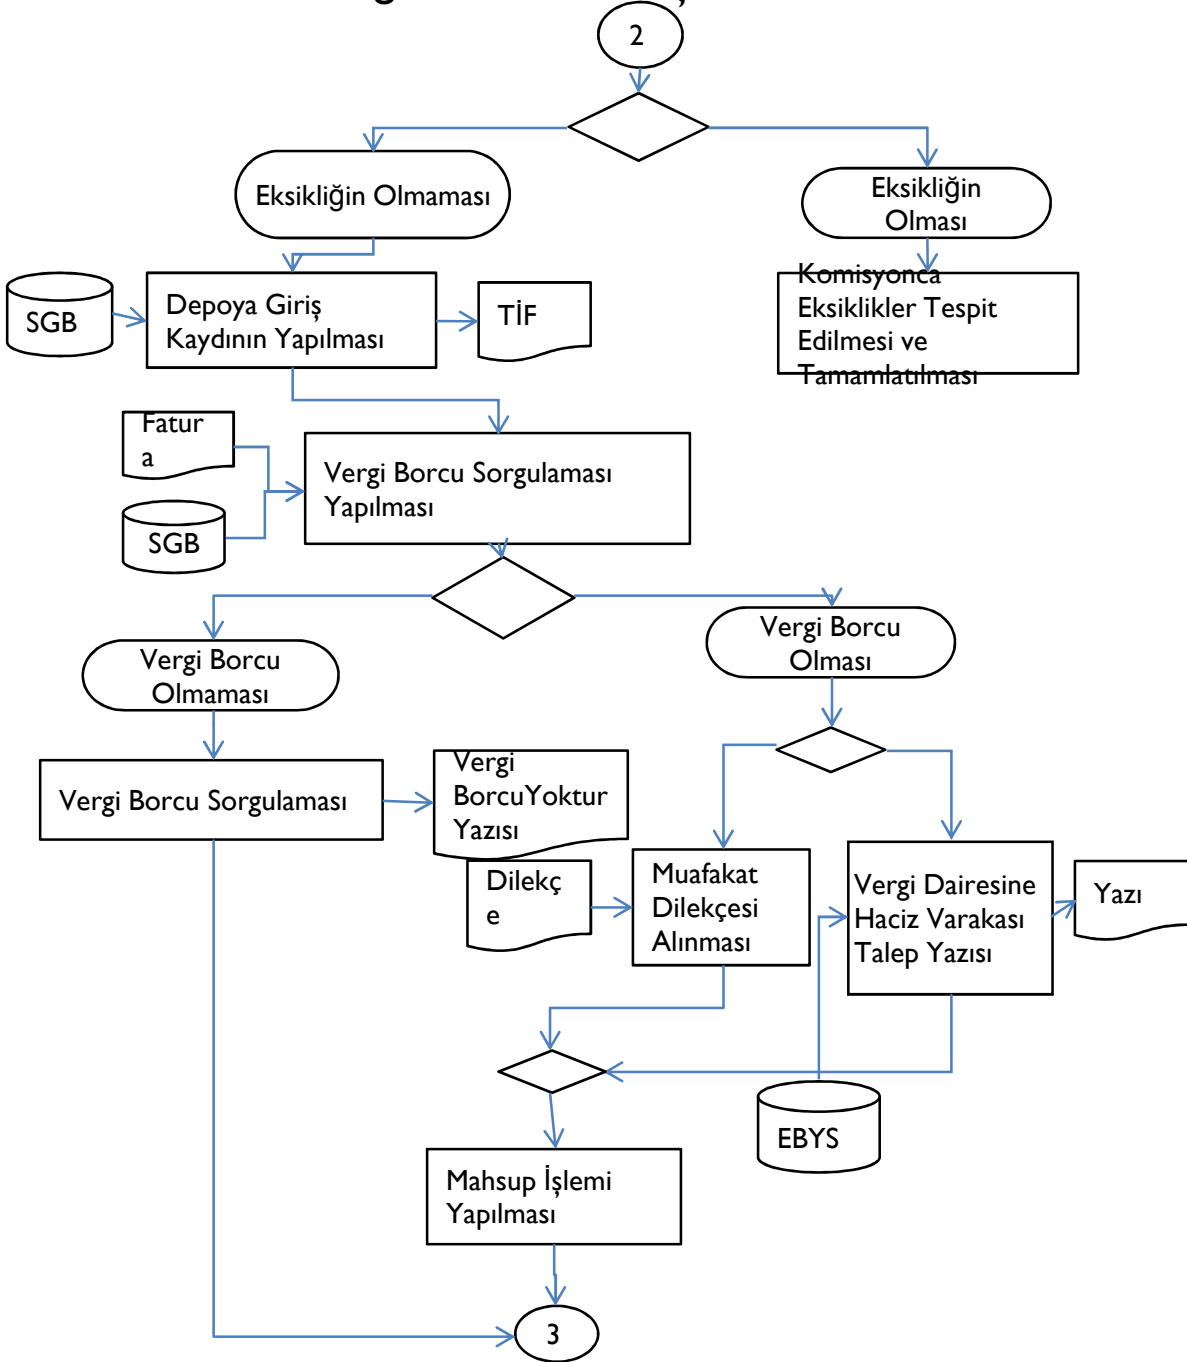 2
Eksikliğin Olmaması
Eksikliğin
Olması
SGB
Depoya Giriş
Kaydının Yapılması
TİF
Komisyonca
Eksiklikler Tespit
Edilmesi ve
Tamamlatılması
Fatur
a
SGB
Vergi Borcu Sorgulaması
Yapılması
Vergi Borcu
Olmaması
Vergi Borcu
Olması
Vergi Borcu Sorgulaması
Vergi
BorcuYoktur
Yazısı
Dilekç
e
Muafakat
Dilekçesi
Alınması
Vergi Dairesine
Haciz Varakası
Talep Yazısı
Yazı
EBYS
Mahsup İşlemi
Yapılması
3